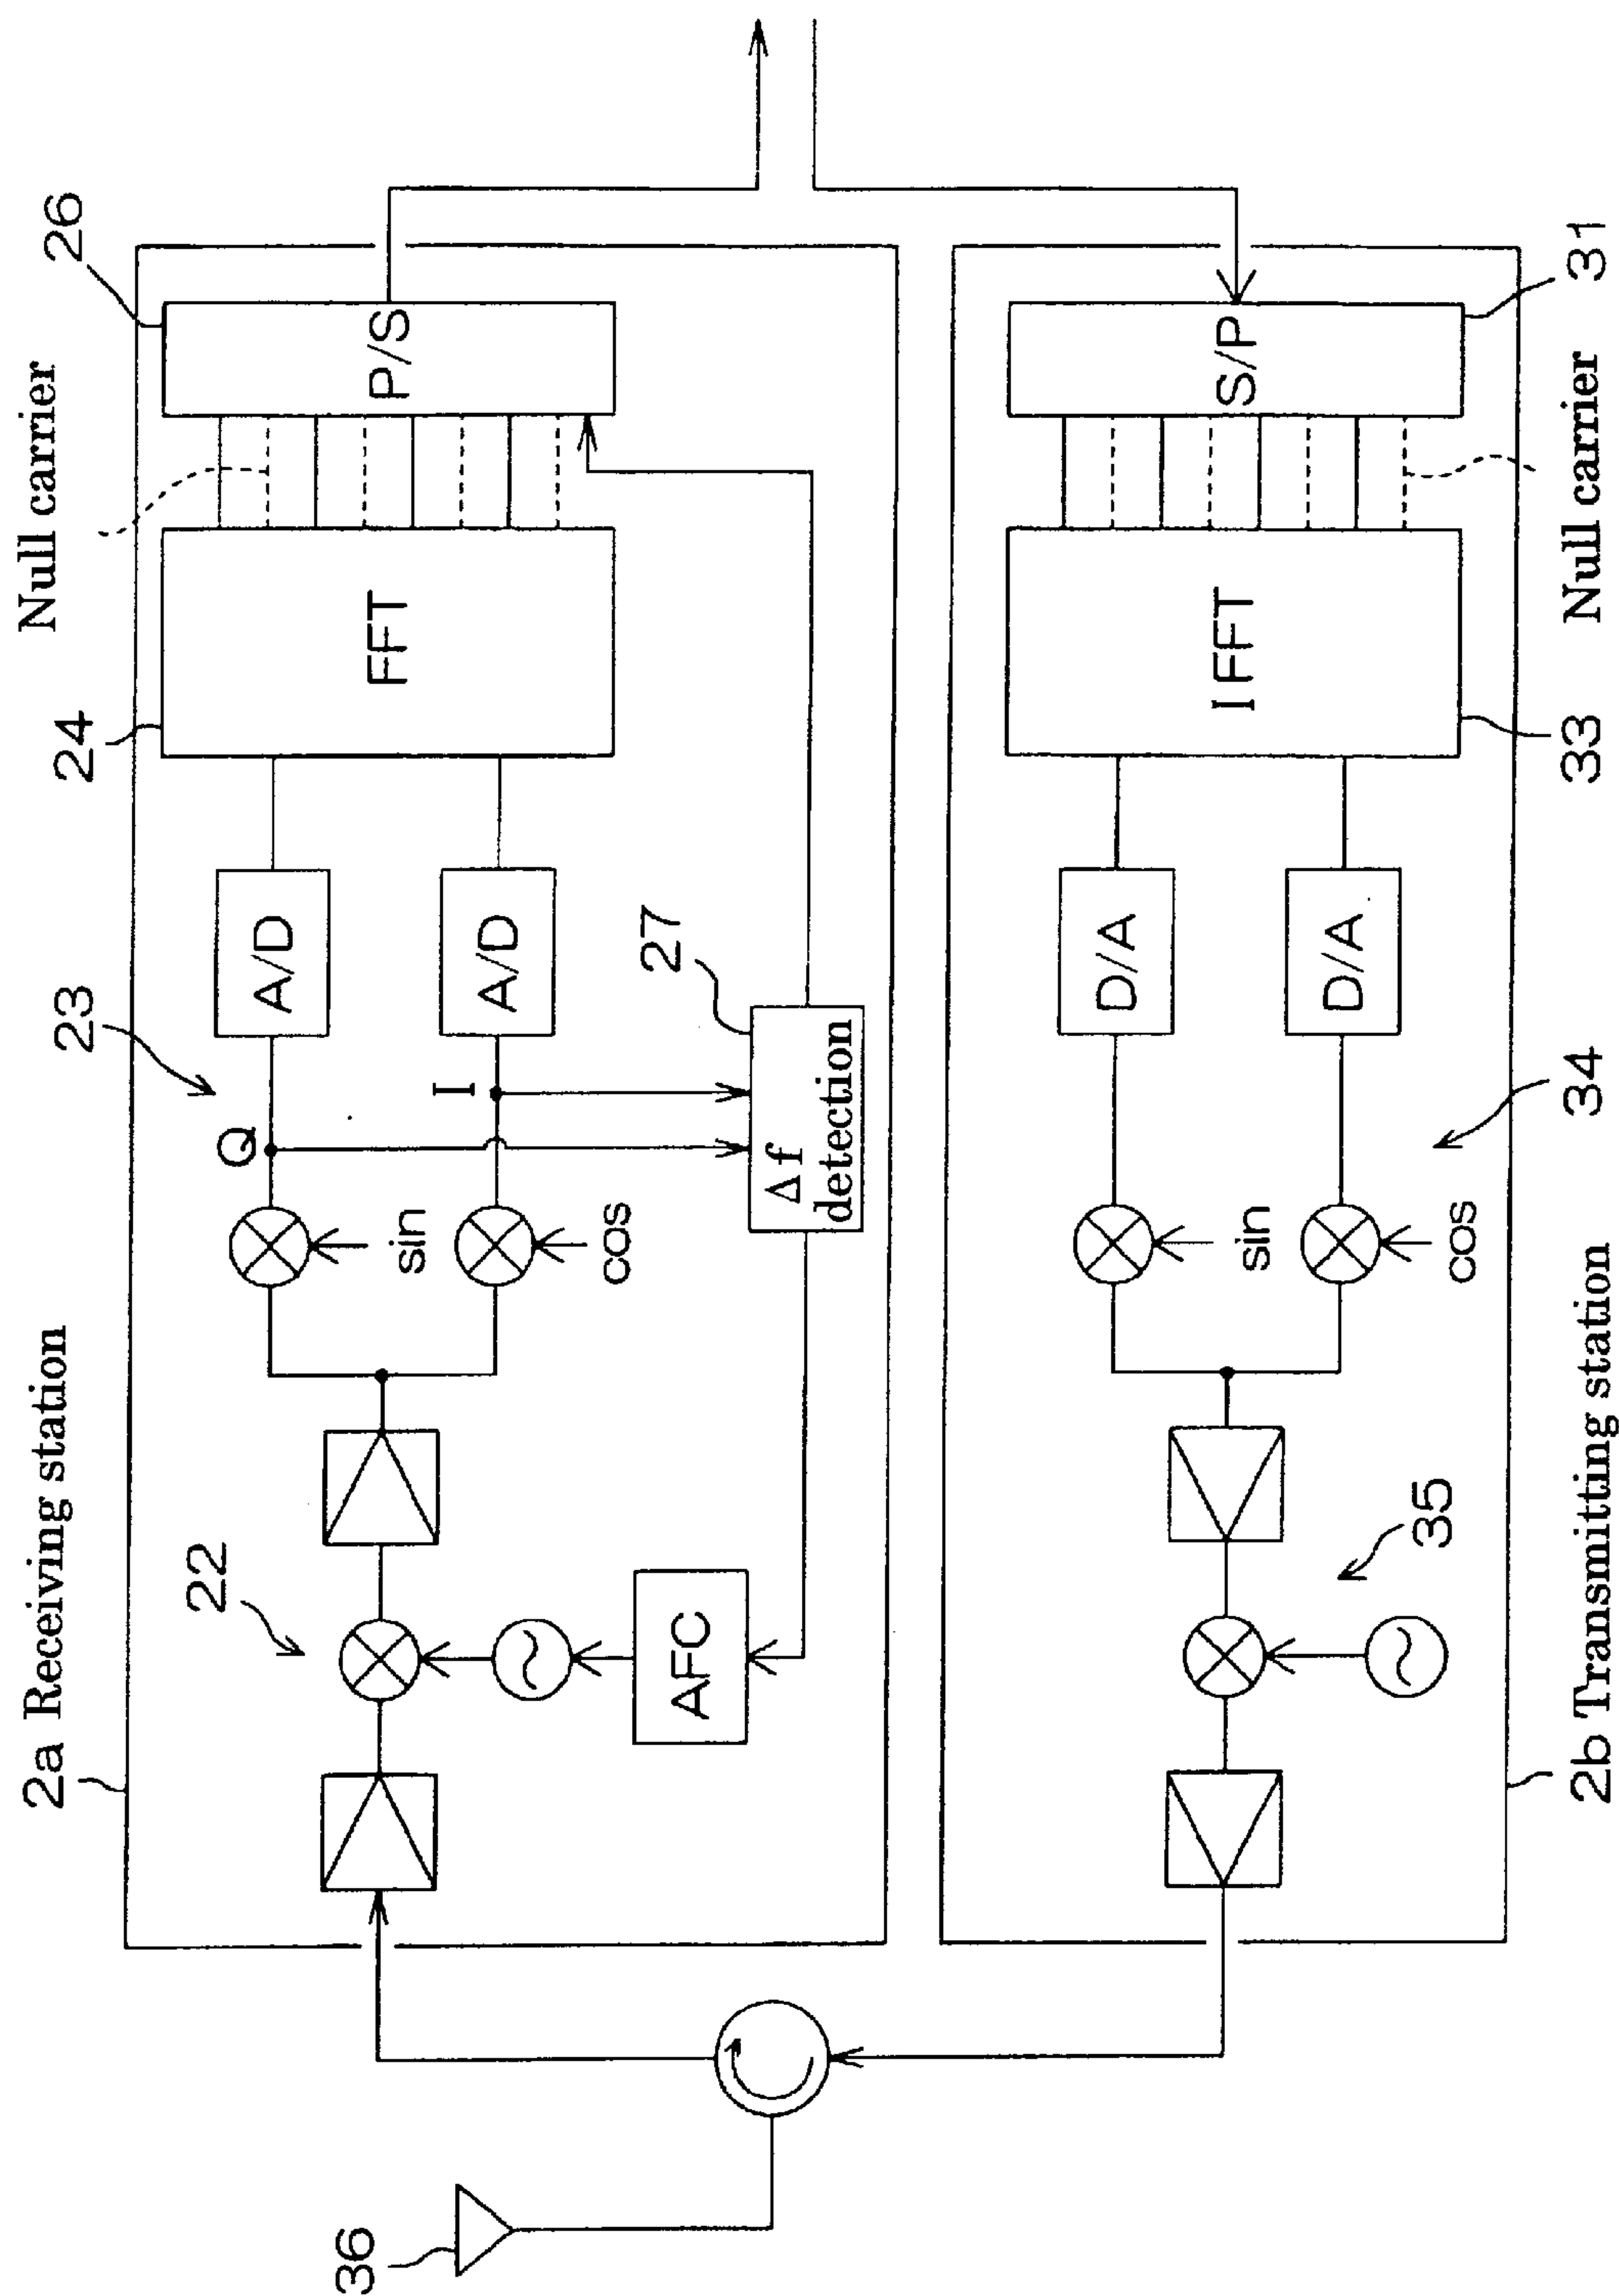 2a Receiving station
22
23
24
Null carrier
26
Q
I
A/D
A/D
FFT
P/S
sin
cos
AFC
Δf
detection
27
36
S/P
31
IFFT
33
Null carrier
D/A
D/A
sin
cos
34
35
2b Transmitting station